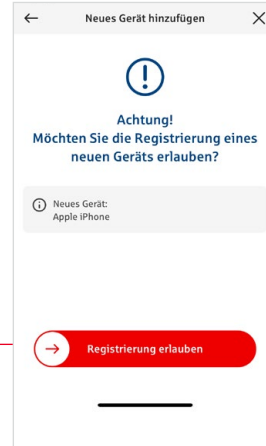 Neues Gerät hinzufügen
Achtung!
Möchten Sie die Registrierung eines
neuen Geräts erlauben?
Neues Gerät:
Apple iPhone
Registrierung erlauben